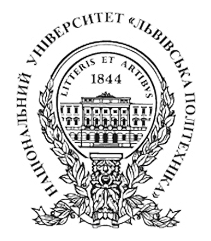 НАЦІОНАЛЬНИЙ УНІВЕРСИТЕТ «ЛЬВІВСЬКА ПОЛІТЕХНІКА»
LITTERIS ET ARTIBUS
1844